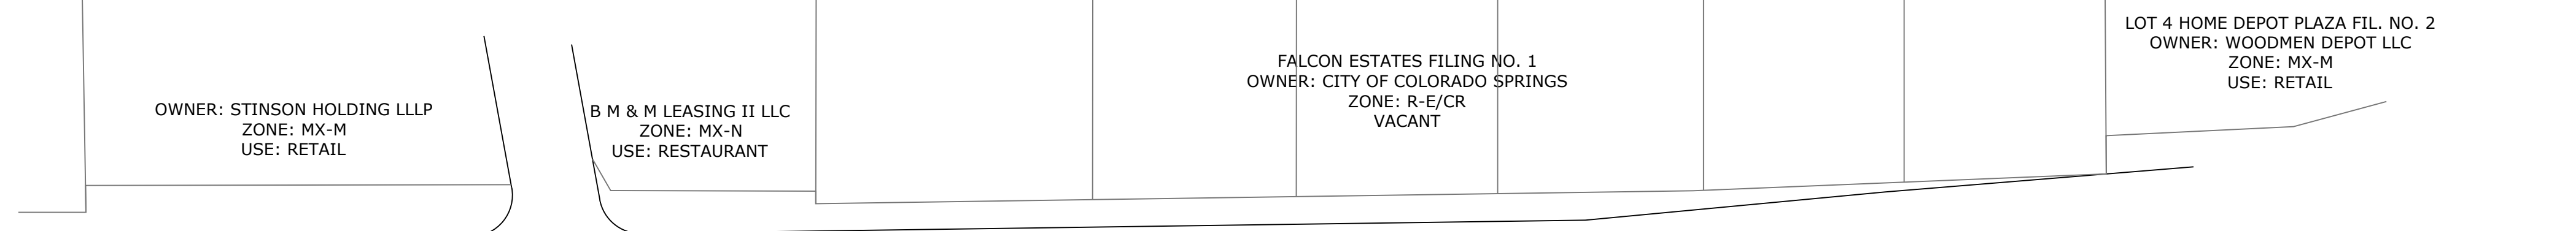 OWNER: STINSON HOLDING LLLP
ZONE: MX-M
USE: RETAIL
B M & M LEASING II LLC
ZONE: MX-N
USE: RESTAURANT
FALCON ESTATES FILING NO. 1
OWNER: CITY OF COLORADO SPRINGS
ZONE: R-E/CR
VACANT
LOT 4 HOME DEPOT PLAZA FIL. NO. 2
OWNER: WOODMEN DEPOT LLC
ZONE: MX-M
USE: RETAIL